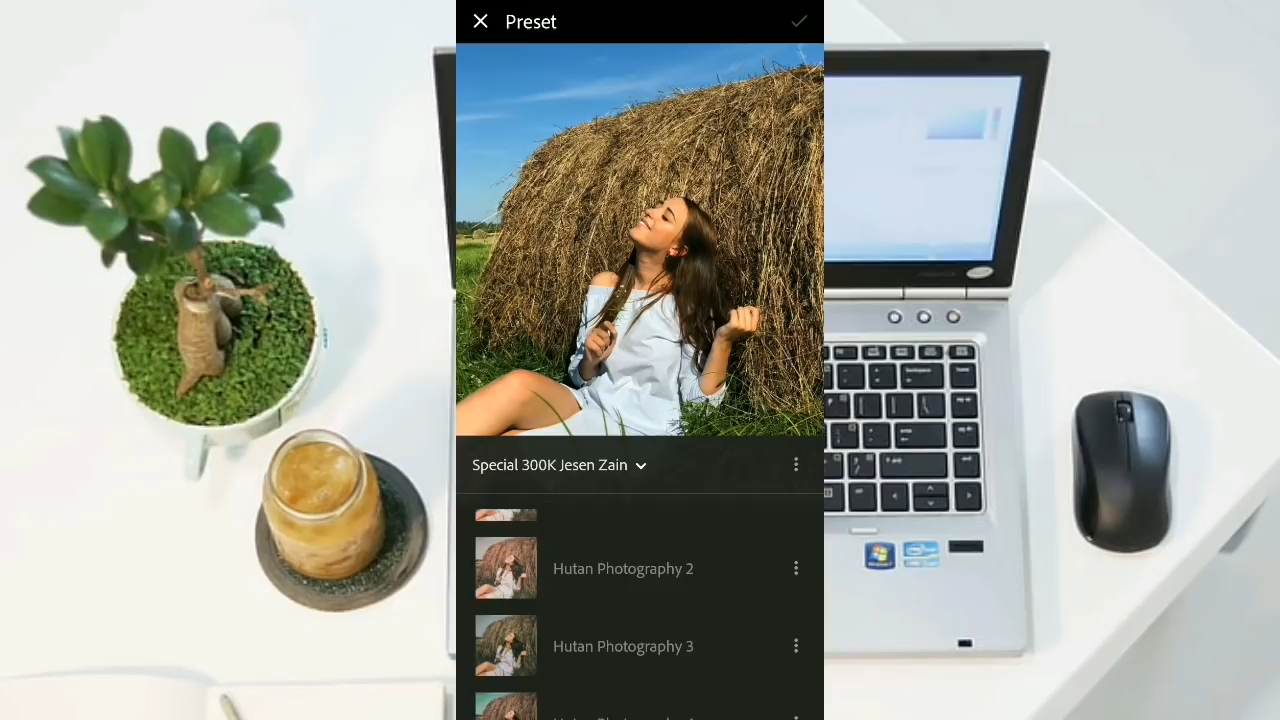 Preset
Special 300K Jesen Zain
Hutan Photography 2
Hutan Photography 3